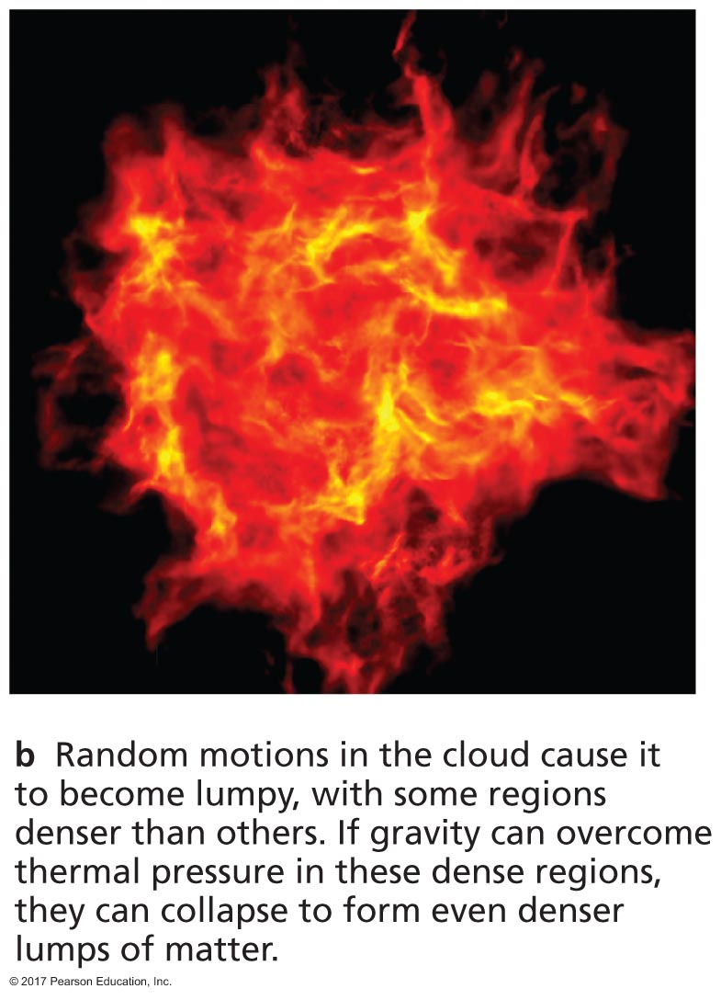 b Random motions in the cloud cause it
to become lumpy, with some regions
denser than others. If gravity can overcome
thermal pressure in these dense regions,
they can collapse to form even denser
lumps of matter.
© 2017 Pearson Education, Inc.